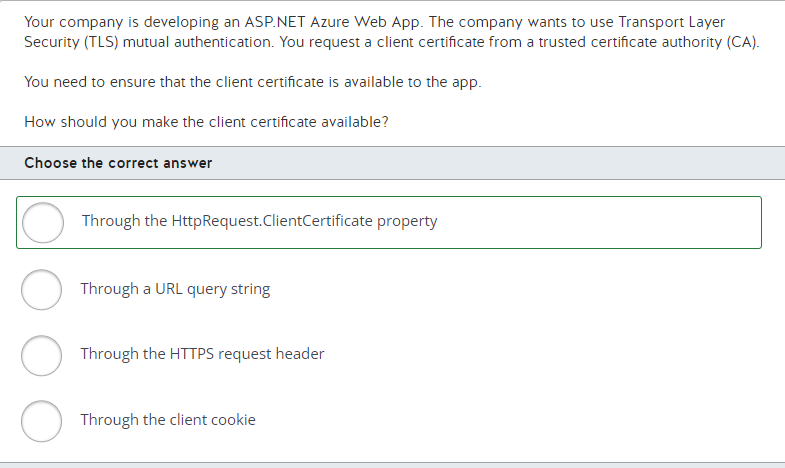 Your company is developing an ASP.NET Azure Web App. The company wants to use Transport Layer
Security (TLS) mutual authentication. You request a client certificate from a trusted certificate authority (CA).
You need to ensure that the client certificate is available to the app.
How should you make the client certificate available?
Choose the correct answer
Through the HttpRequest.ClientCertificate property
Through a URL query string
Through the HTTPS request header
Through the client cookie